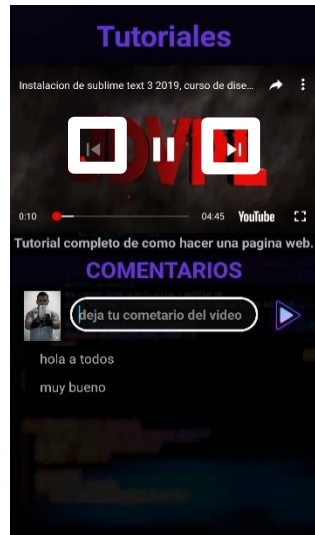 Tutoriales
Instalacion de sublime text 3 2019, curso de dise...
0:10
04:45 YouTube
Tutorial completo de como hacer una pagina web.
COMENTARIOS
deja tu cometario del video
hola a todos
muy bueno